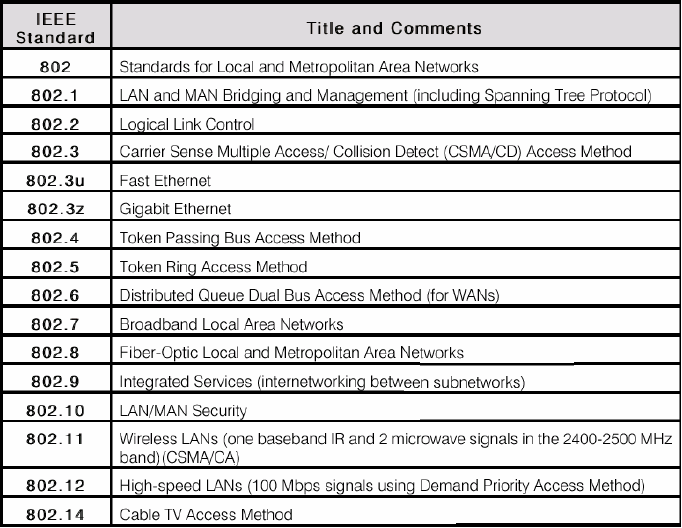 IEEE Standard Title and Comments
802 Standards for Local and Metropolitan Area Networks
802.1 LAN and MAN Bridging and Management (including Spanning Tree Protocol)
802.2 Logical Link Control
802.3 Carrier Sense Multiple Access/ Collision Detect (CSMA/CD) Access Method
802.3u Fast Ethernet
802.3z Gigabit Ethernet
802.4 Token Passing Bus Access Method
802.5 Token Ring Access Method
802.6 Distributed Queue Dual Bus Access Method (for WANs)
802.7 Broadband Local Area Networks
802.8 Fiber-Optic Local and Metropolitan Area Networks
802.9 Integrated Services (internetworking between subnetworks)
802.10 LAN/MAN Security
802.11 Wireless LANs (one baseband IR and 2 microwave signals in the 2400-2500 MHz
band)(CSMA/CA)
802.12 High-speed LANs (100 Mbps signals using Demand Priority Access Method)
802.14 Cable TV Access Method